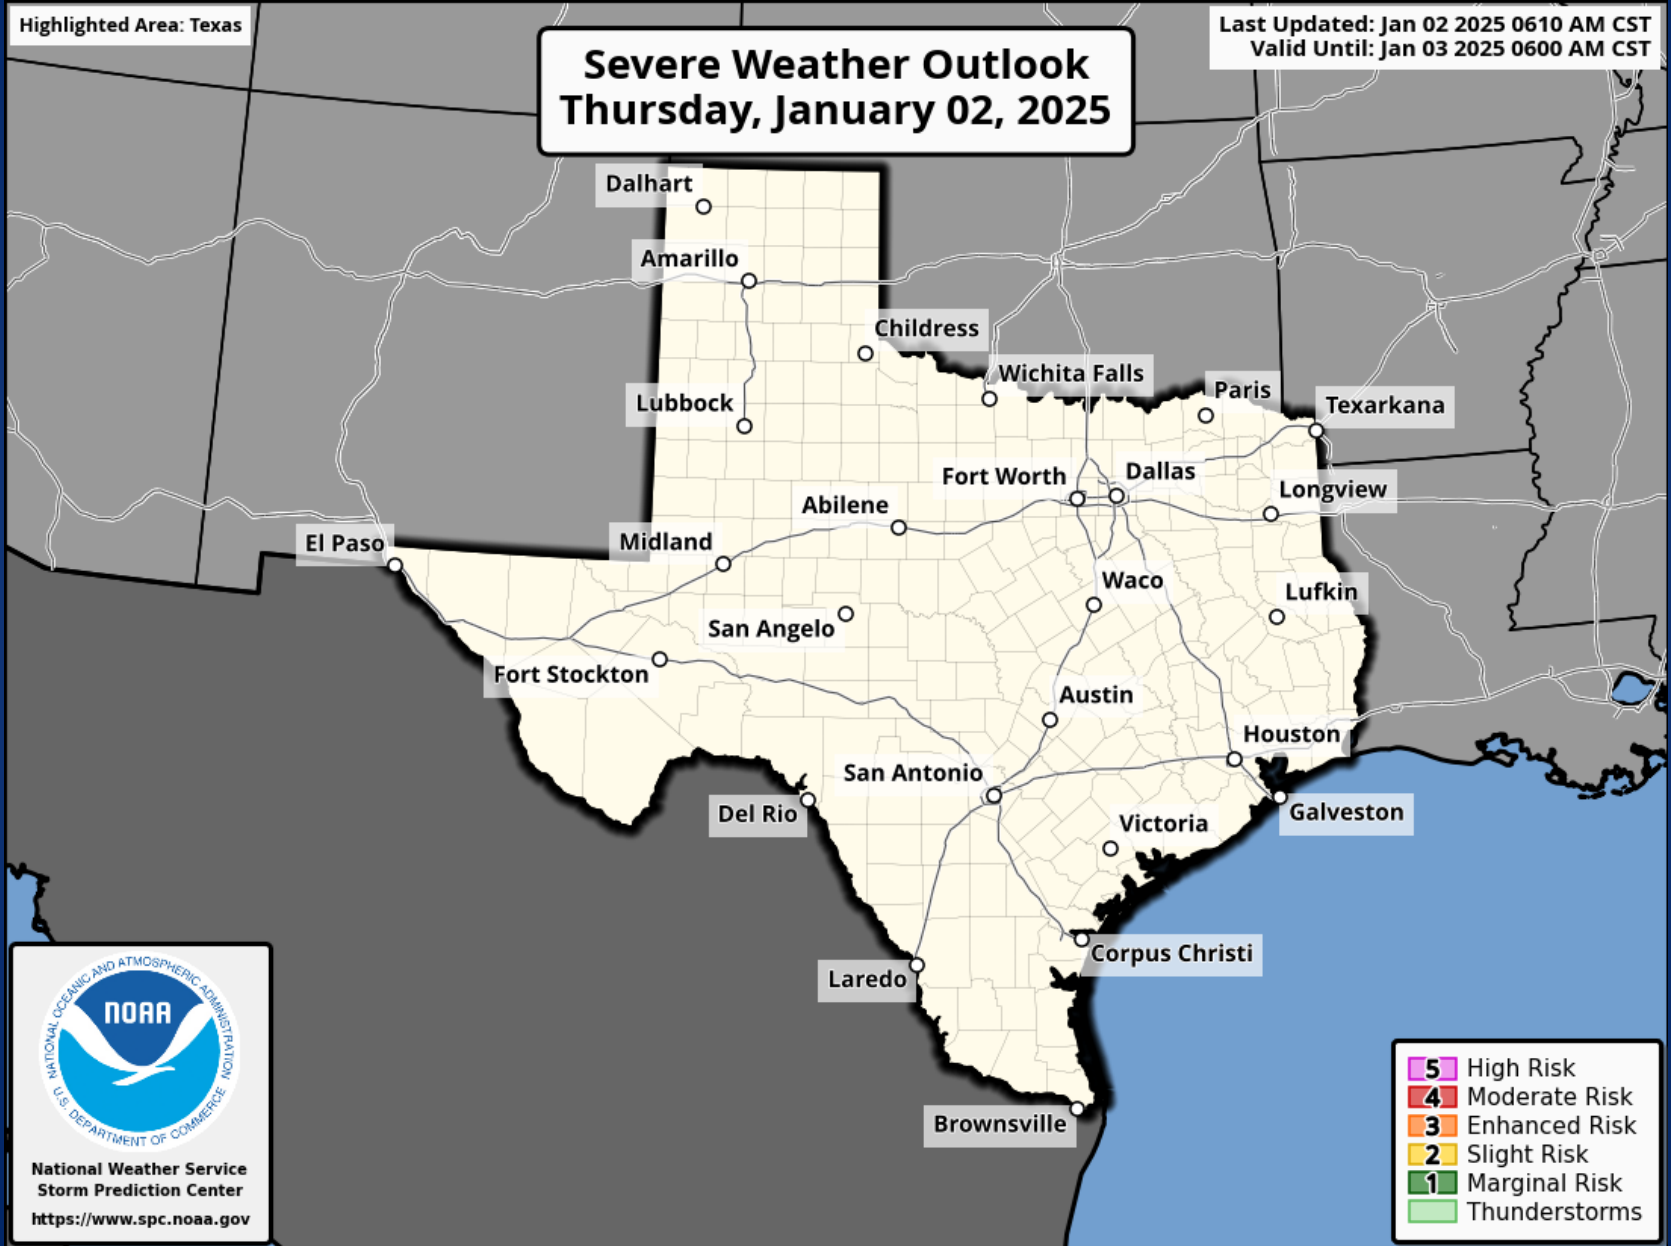 Highlighted Area: Texas
Last Updated: Jan 02 2025 0610 AM CST
Valid Until: Jan 03 2025 0600 AM CST
Severe Weather Outlook
Thursday, January 02, 2025
Dalhart
Amarillo
Childress
Wichita Falls
Paris
Texarkana
Lubbock
Fort Worth
Dallas
Longview
Abilene
El Paso
Midland
Waco
Lufkin
San Angelo
Fort Stockton
Austin
Houston
San Antonio
Del Rio
Galveston
Victoria
Corpus Christi
Laredo
Brownsville
NATIONAL OCEANIC AND ATMOSPHERIC ADMINISTRATION
NOAA
U.S. DEPARTMENT OF COMMERCE
National Weather Service
Storm Prediction Center
https://www.spc.noaa.gov
5 High Risk
4 Moderate Risk
3 Enhanced Risk
2 Slight Risk
1 Marginal Risk
Thunderstorms